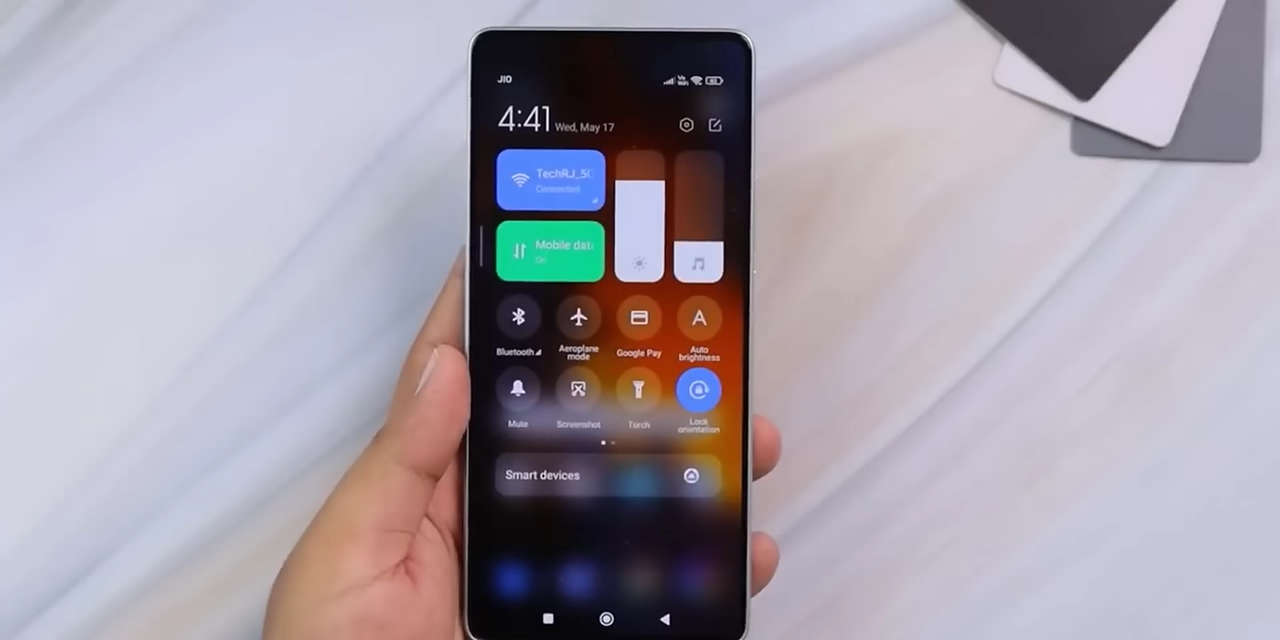 JIO
4:41 Wed, May 17
TechRJ_5G
Connected
Mobile data
On
Bluetooth
Aeroplane
mode
Google Pay
Auto
brightness
Mute
Screenshot
Torch
Lock
orientation
Smart devices